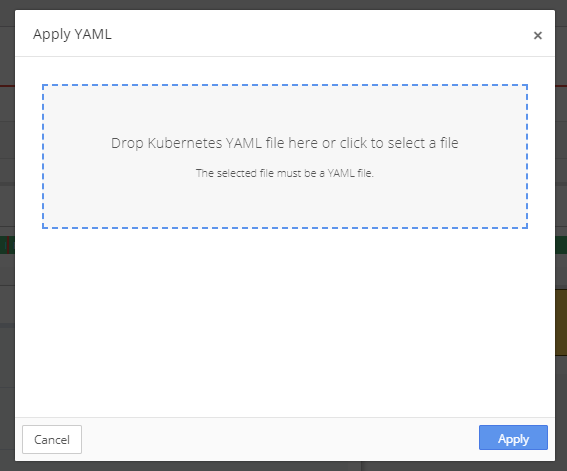 Apply YAML
×
Drop Kubernetes YAML file here or click to select a file
The selected file must be a YAML file.
Cancel
Apply